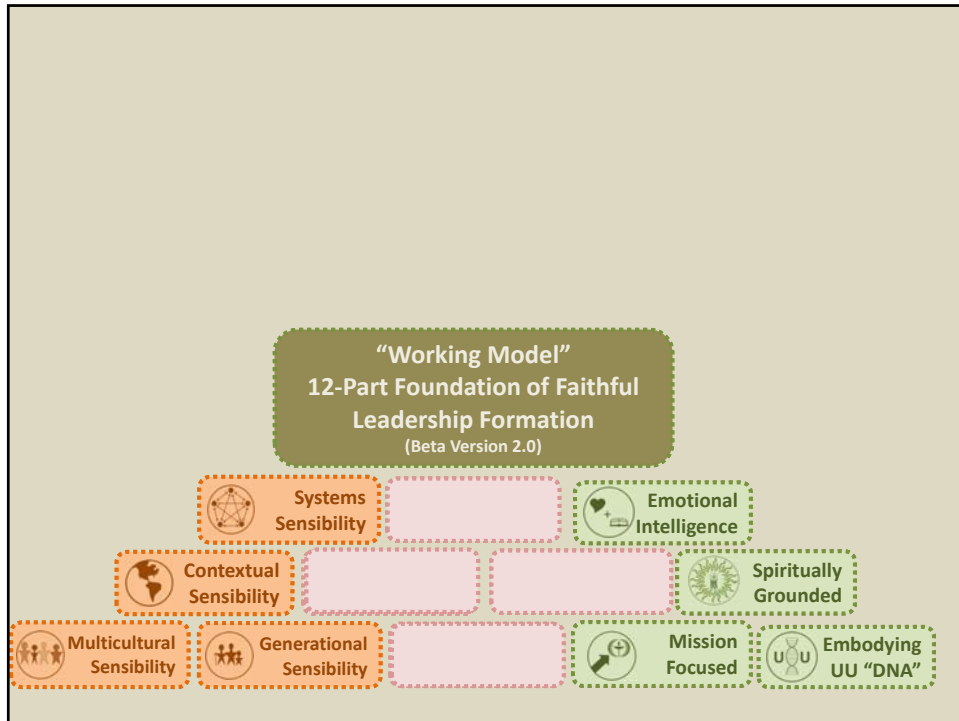 “Working Model”
12-Part Foundation of Faithful
Leadership Formation
(Beta Version 2.0)
Systems
Sensibility
Emotional
Intelligence
Contextual
Sensibility
Spiritually
Grounded
Multicultural
Sensibility
Generational
Sensibility
Mission
Focused
U U
Embodying
UU “DNA”